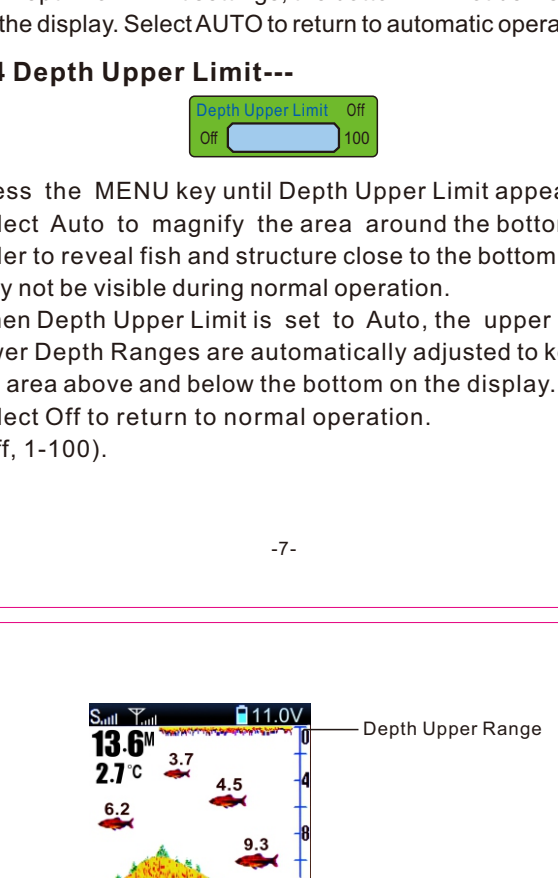 the display. Select AUTO to return to automatic opera
4 Depth Upper Limit---
Depth Upper Limit Off
Off 100
ess the MENU key until Depth Upper Limit appea
lect Auto to magnify the area around the bottom
der to reveal fish and structure close to the bottom
y not be visible during normal operation.
hen Depth Upper Limit is set to Auto, the upper
wer Depth Ranges are automatically adjusted to k
area above and below the bottom on the display.
lect Off to return to normal operation.
ff, 1-100).
-7-
S 11.0V
13.6M
0
Depth Upper Range
2.7°C
3.7
4
4.5
6.2
8
9.3